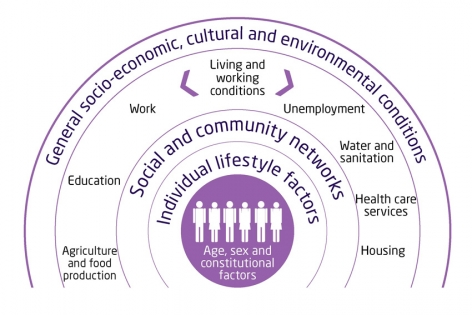 General socio-economic, cultural and environmental conditions
Living and
working
conditions
Work
Unemployment
Social and community networks
Water and
sanitation
Education
Individual lifestyle factors
Health care
services
Agriculture
and food
production
Housing
Age, sex and
constitutional
factors